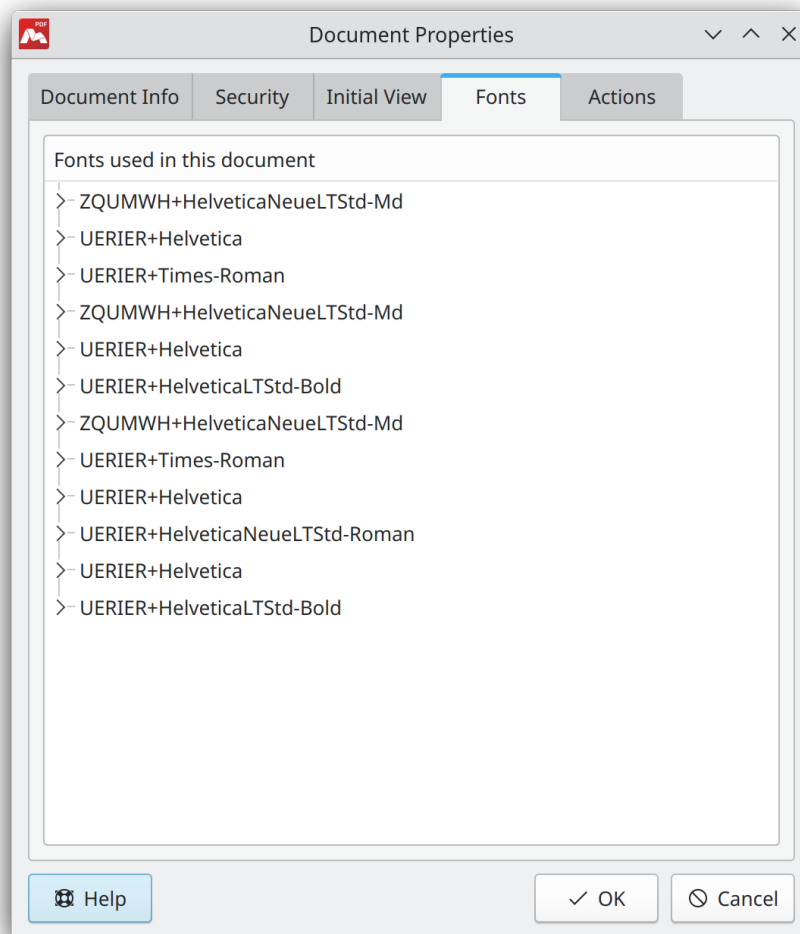 PDF
Document Properties
Document Info Security Initial View Fonts Actions
Fonts used in this document
ZQUMWH+HelveticaNeueLTStd-Md
UERIER+Helvetica
UERIER+Times-Roman
ZQUMWH+HelveticaNeueLTStd-Md
UERIER+Helvetica
UERIER+HelveticaLTStd-Bold
ZQUMWH+HelveticaNeueLTStd-Md
UERIER+Times-Roman
UERIER+Helvetica
UERIER+HelveticaNeueLTStd-Roman
UERIER+Helvetica
UERIER+HelveticaLTStd-Bold
Help OK Cancel